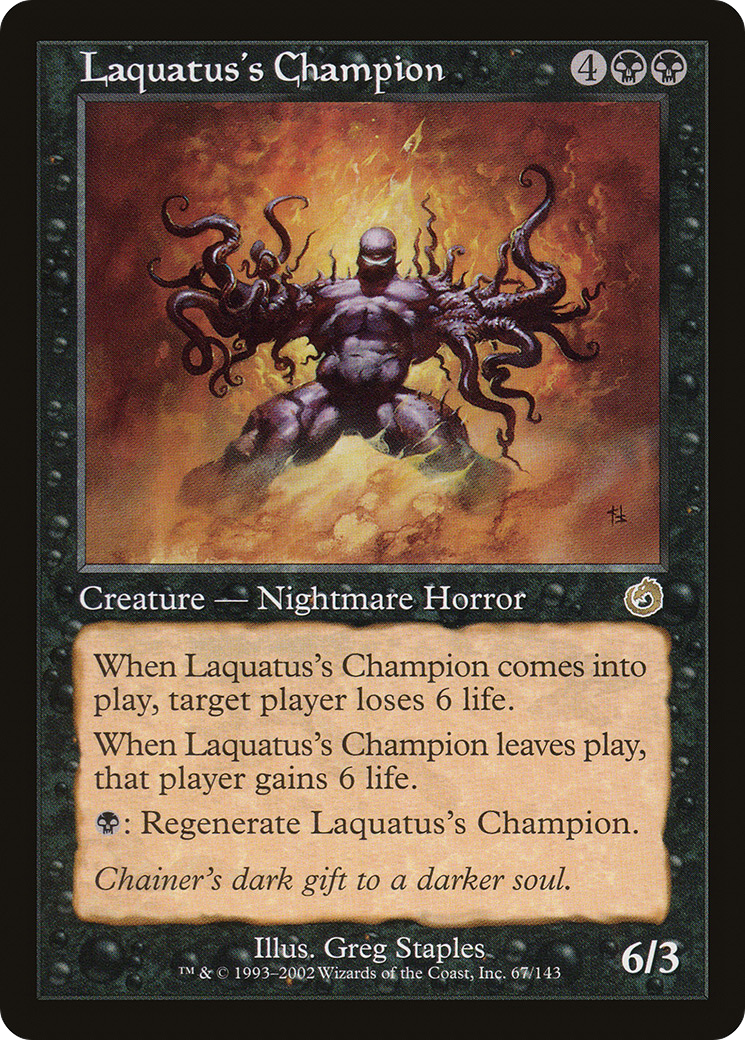 Laquatus's Champion 4
Creature — Nightmare Horror
When Laquatus's Champion comes into
play, target player loses 6 life.
When Laquatus's Champion leaves play,
that player gains 6 life.
: Regenerate Laquatus's Champion.
Chainer's dark gift to a darker soul.
Illus. Greg Staples
™ & © 1993–2002 Wizards of the Coast, Inc. 67/143
6/3